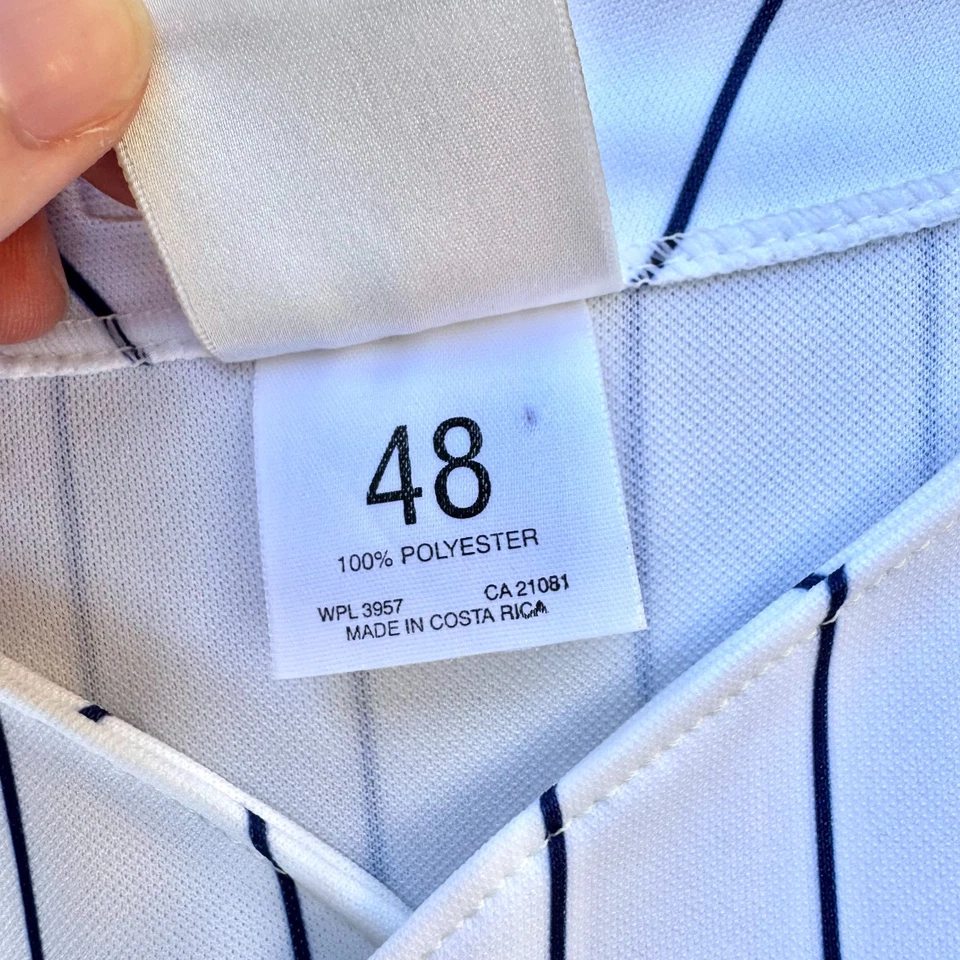 48
100% POLYESTER
WPL 3957 CA 21081
MADE IN COSTA RICA